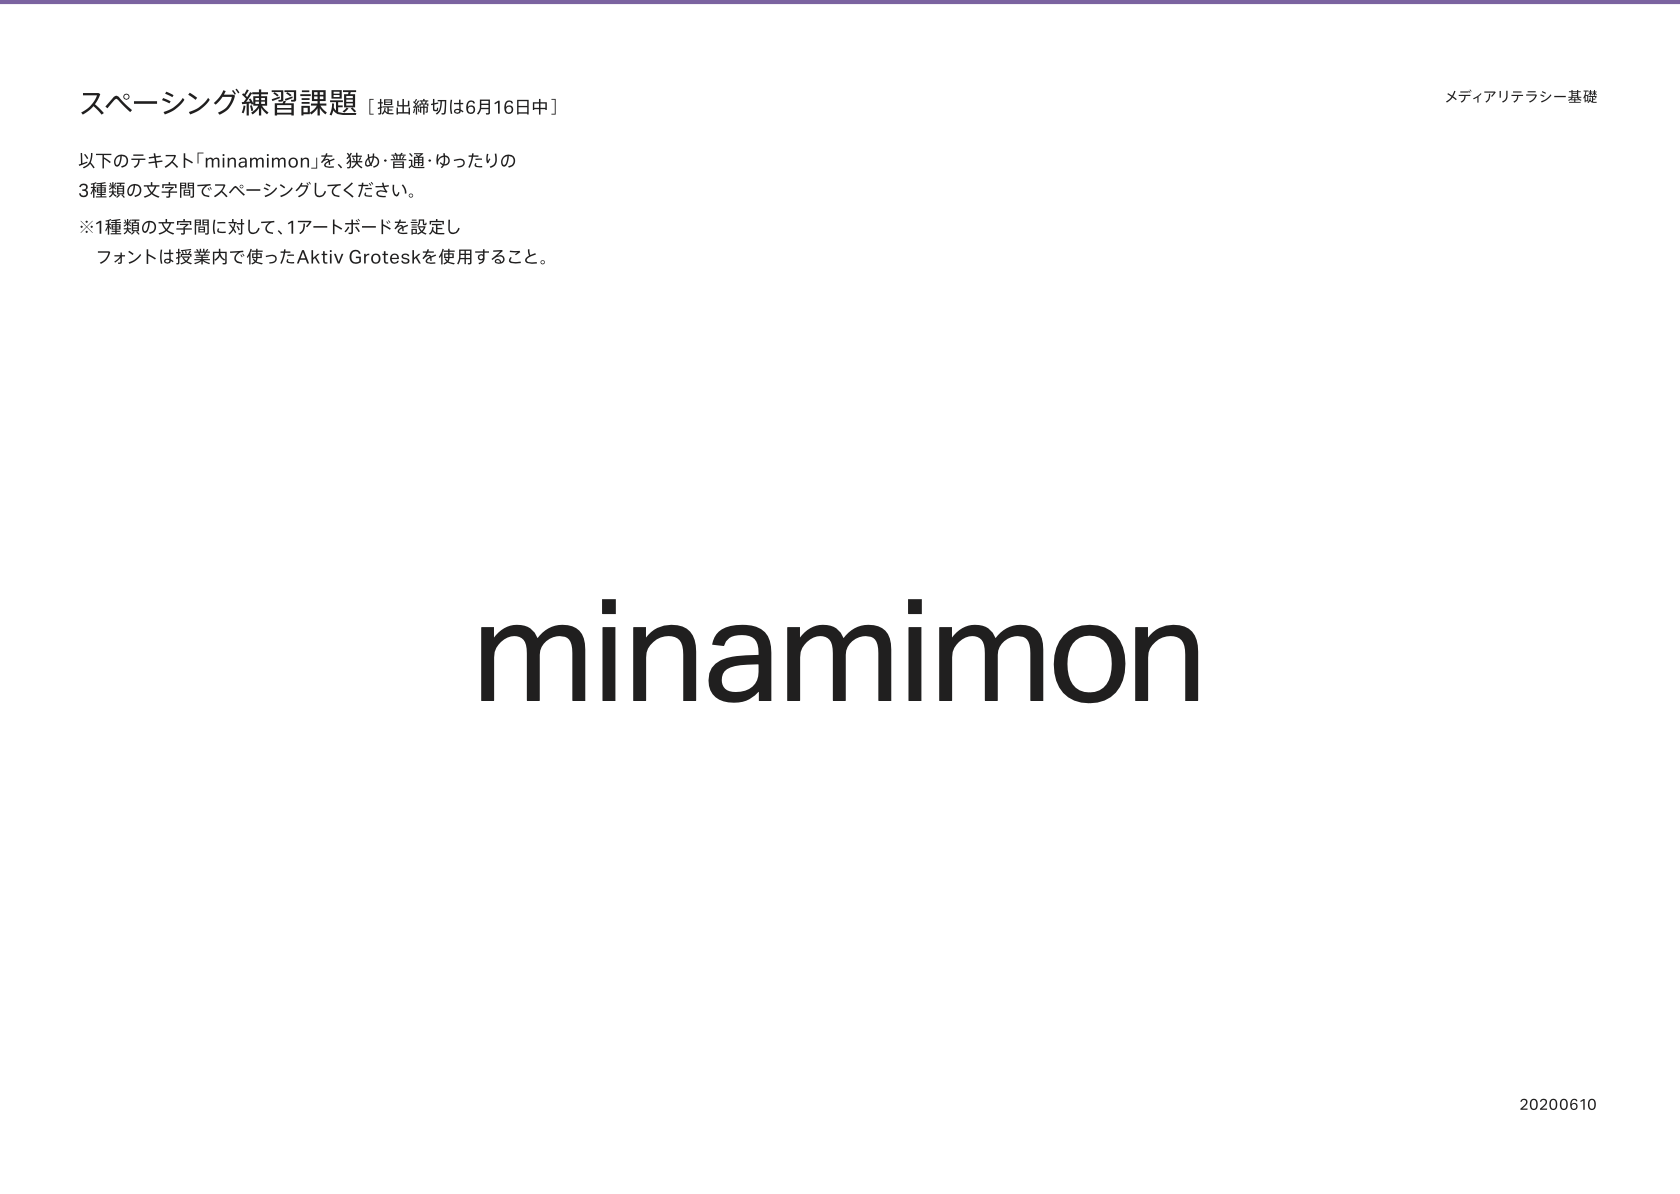 スペーシング練習課題［提出締切は6月16日中］
メディアリテラシー基礎
以下のテキスト「minamimon」を、狭め・普通・ゆったりの
3種類の文字間でスペーシングしてください。
※1種類の文字間に対して、1アートボードを設定し
フォントは授業内で使ったAktiv Groteskを使用すること。
minamimon
20200610